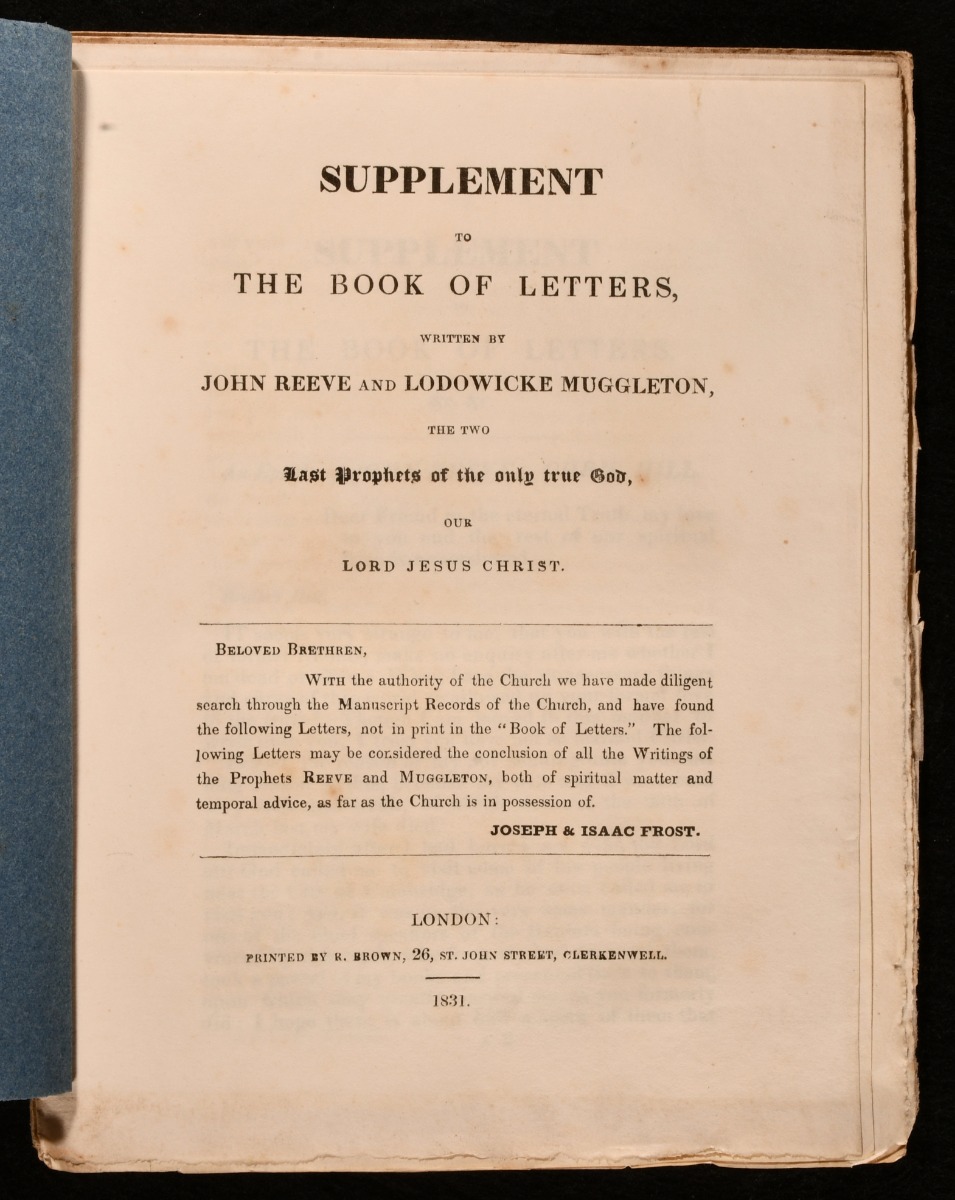 SUPPLEMENT
TO
THE BOOK OF LETTERS,
WRITTEN BY
JOHN REEVE AND LODOWICKE MUGGLETON,
THE TWO
Last Prophets of the only true God,
OUR
LORD JESUS CHRIST.
BELOVED BRETHREN,
WITH the authority of the Church we have made diligent
search through the Manuscript Records of the Church, and have found
the following Letters, not in print in the "Book of Letters." The fol-
lowing Letters may be considered the conclusion of all the Writings of
the Prophets REEVE and MUGGLETON, both of spiritual matter and
temporal advice, as far as the Church is in possession of.
JOSEPH & ISAAC FROST.
LONDON:
PRINTED BY R. BROWN, 26, ST. JOHN STREET, CLERKENWELL.
1831.